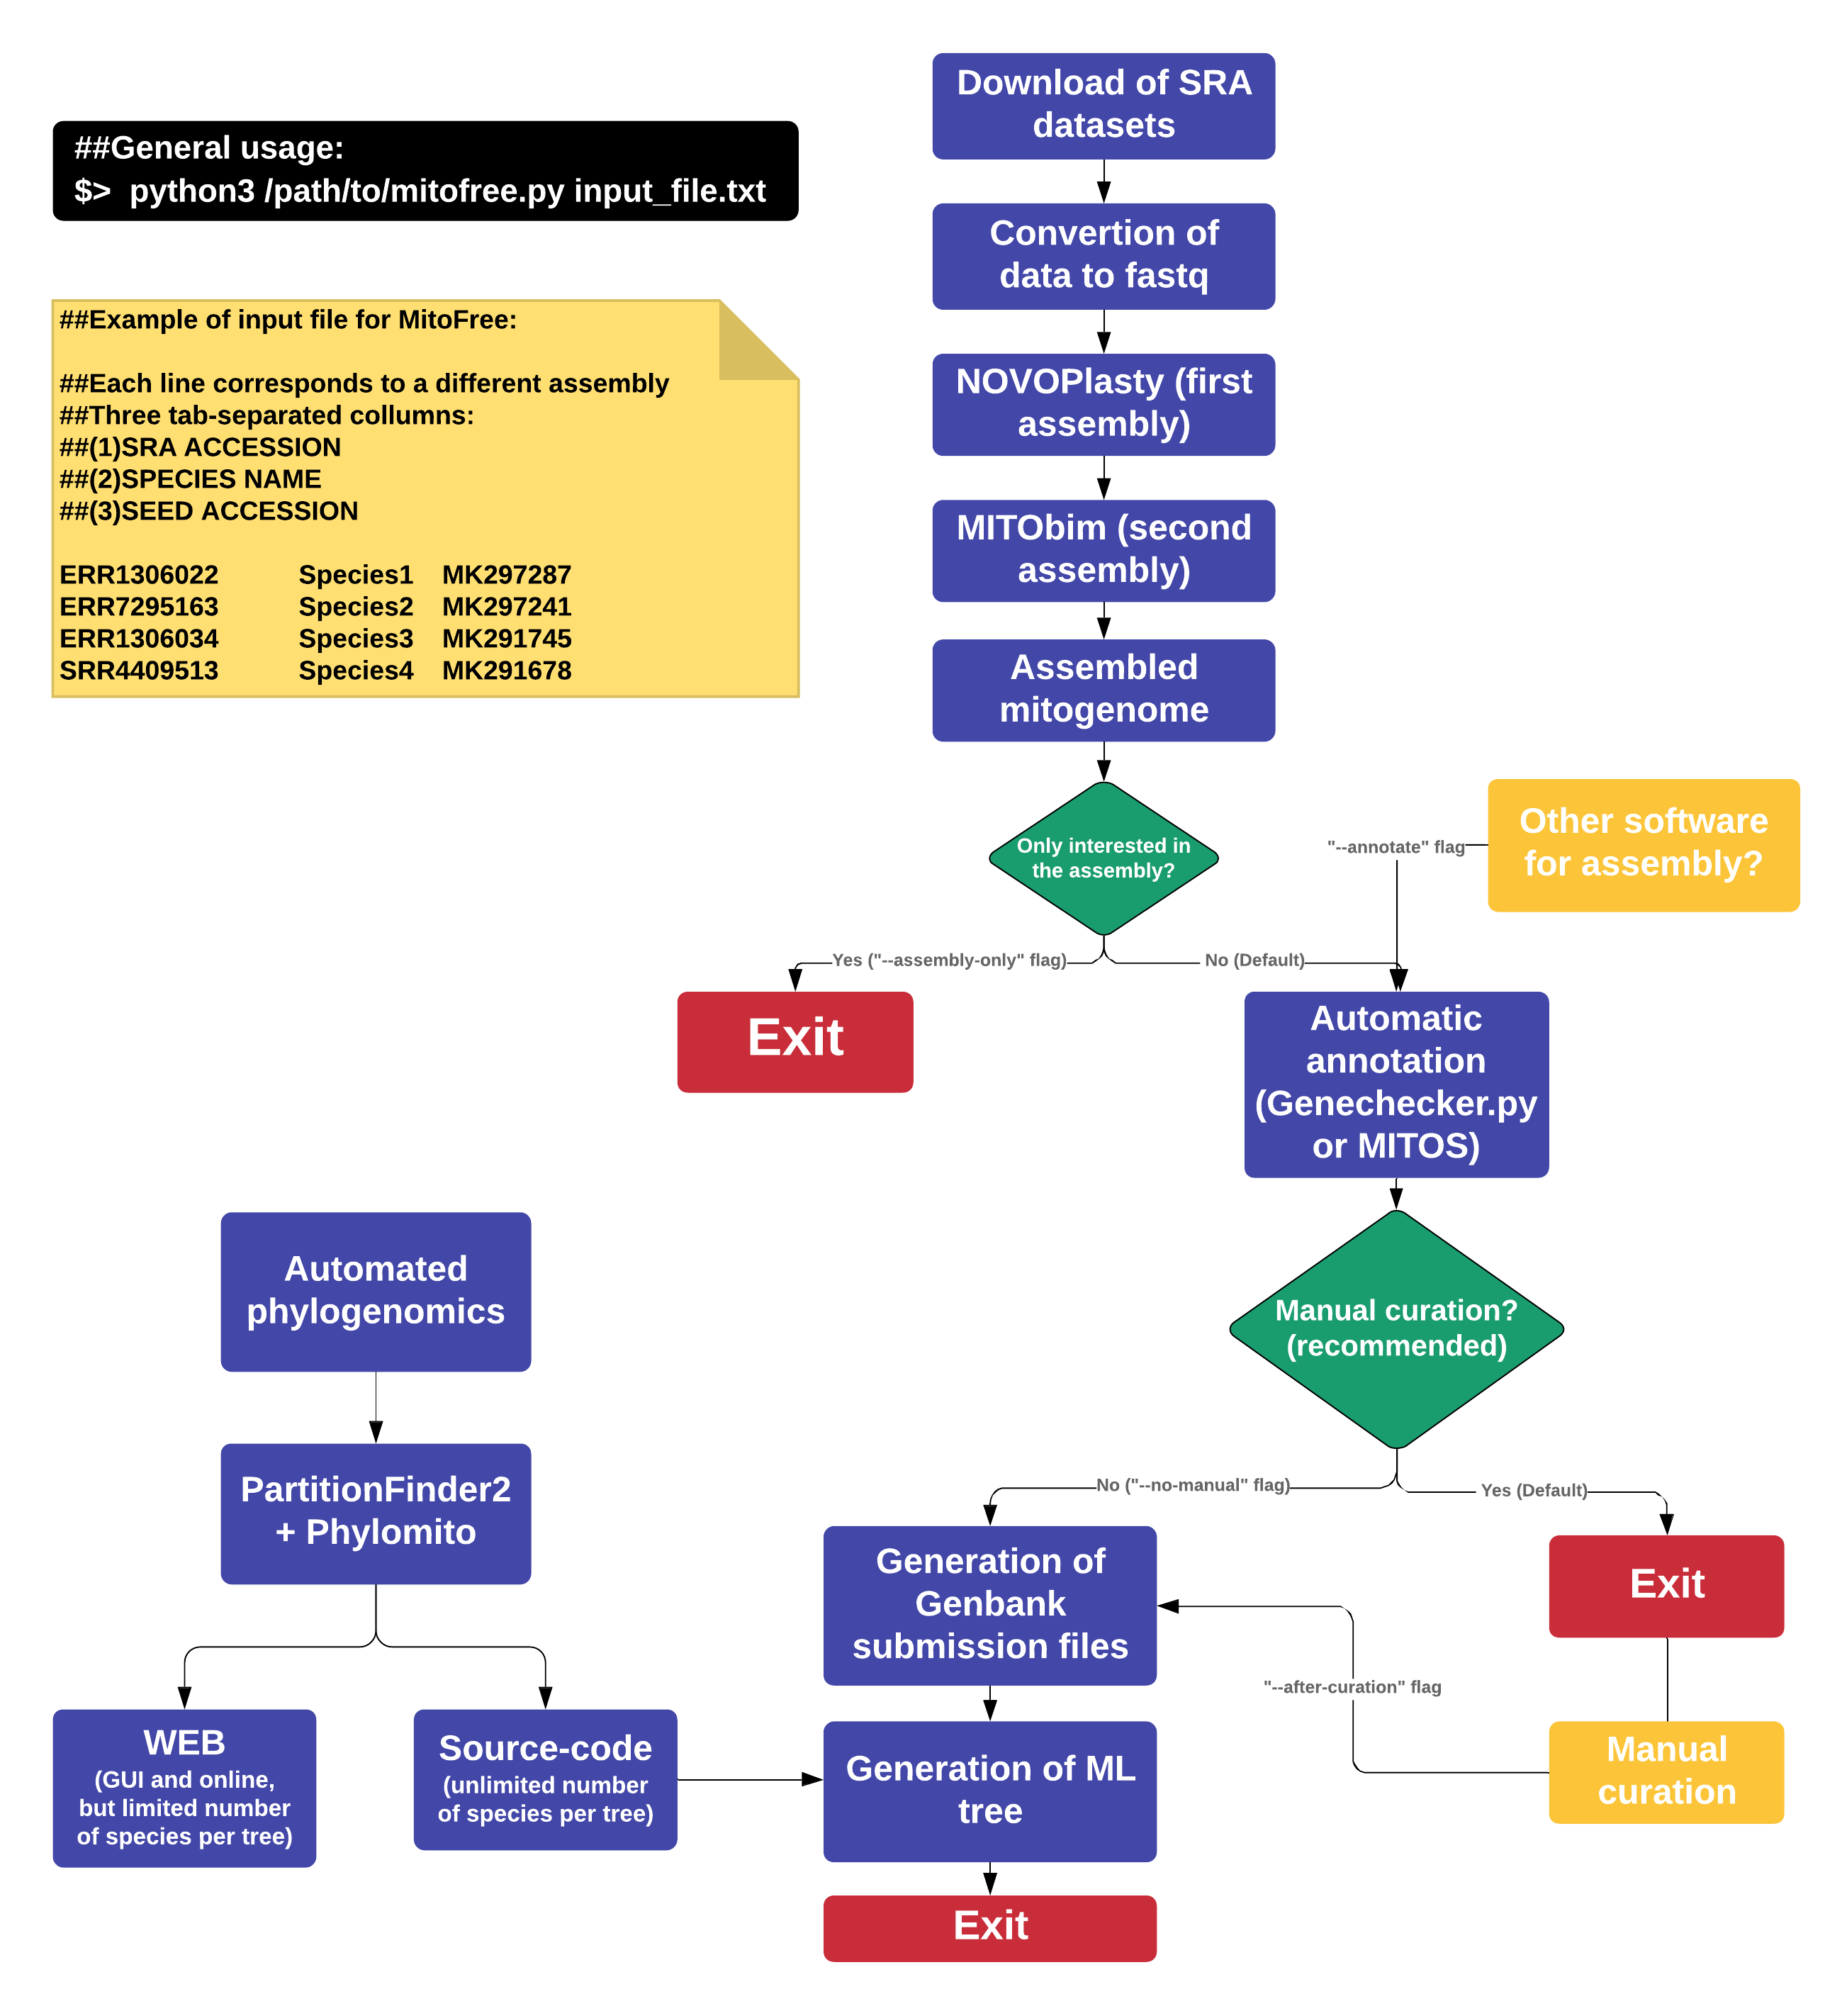 Download of SRA
datasets
##General usage:
$> python3 /path/to/mitofree.py input_file.txt
Convertion of
data to fastq
##Example of input file for MitoFree:
##Each line corresponds to a different assembly
##Three tab-separated collumns:
##(1)SRA ACCESSION
##(2)SPECIES NAME
##(3)SEED ACCESSION
ERR1306022 Species1 MK297287
ERR7295163 Species2 MK297241
ERR1306034 Species3 MK291745
SRR4409513 Species4 MK291678
NOVOPlasty (first
assembly)
MITObim (second
assembly)
Assembled
mitogenome
Only interested in
the assembly?
"--annotate" flag
Other software
for assembly?
Yes ("--assembly-only" flag)
No (Default)
Exit
Automatic
annotation
(Genechecker.py
or MITOS)
Manual curation?
(recommended)
No ("--no-manual" flag)
Yes (Default)
Automated
phylogenomics
PartitionFinder2
+ Phylomito
WEB
(GUI and online,
but limited number
of species per tree)
Source-code
(unlimited number
of species per tree)
Generation of
Genbank
submission files
Exit
"--after-curation" flag
Manual
curation
Generation of ML
tree
Exit